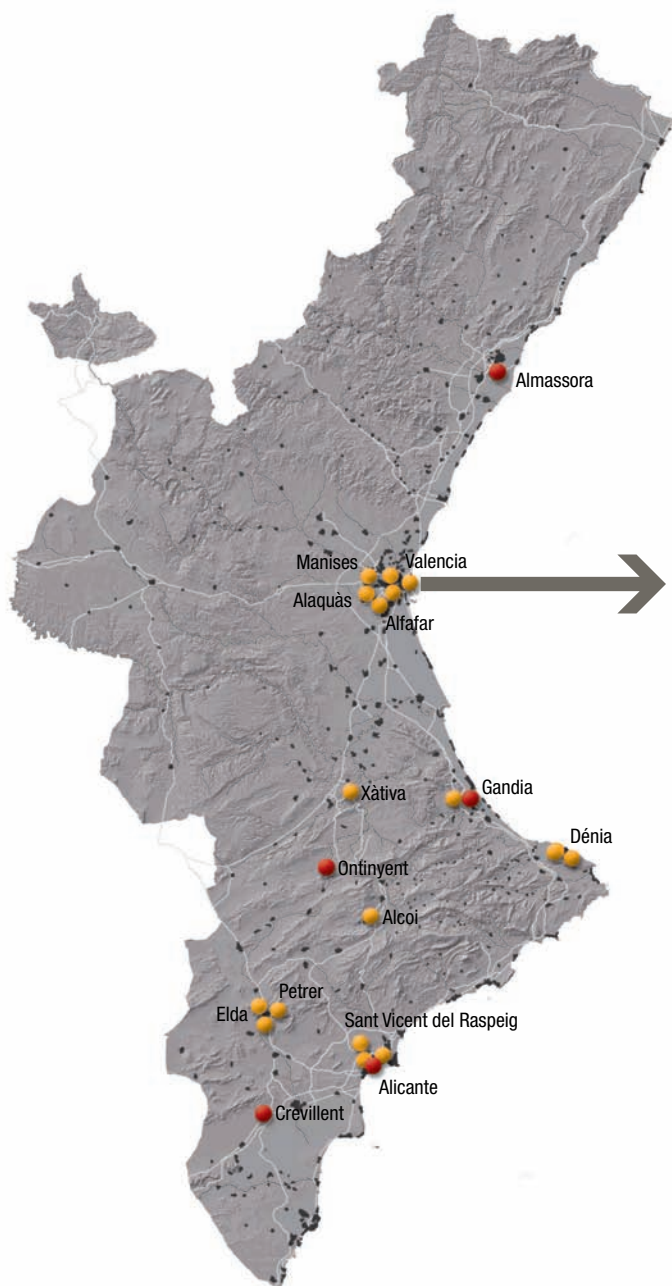 Almassora
Manises
Valencia
Alaquàs
Alfafar
Xàtiva
Gandia
Dénia
Ontinyent
Alcoi
Petrer
Elda
Sant Vicent del Raspeig
Alicante
Crevillent